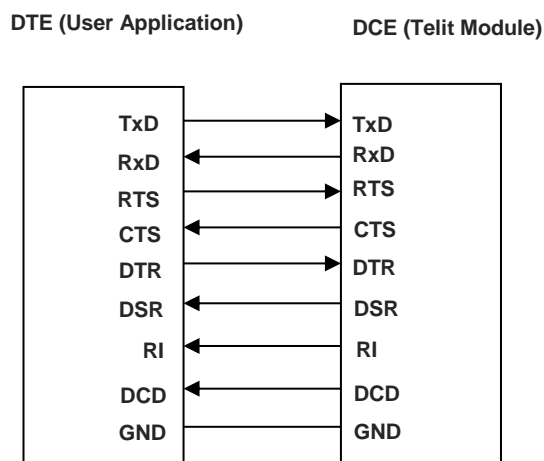 DTE (User Application)
DCE (Telit Module)
TxD
TxD
RxD
RxD
RTS
RTS
CTS
CTS
DTR
DTR
DSR
DSR
RI
RI
DCD
DCD
GND
GND